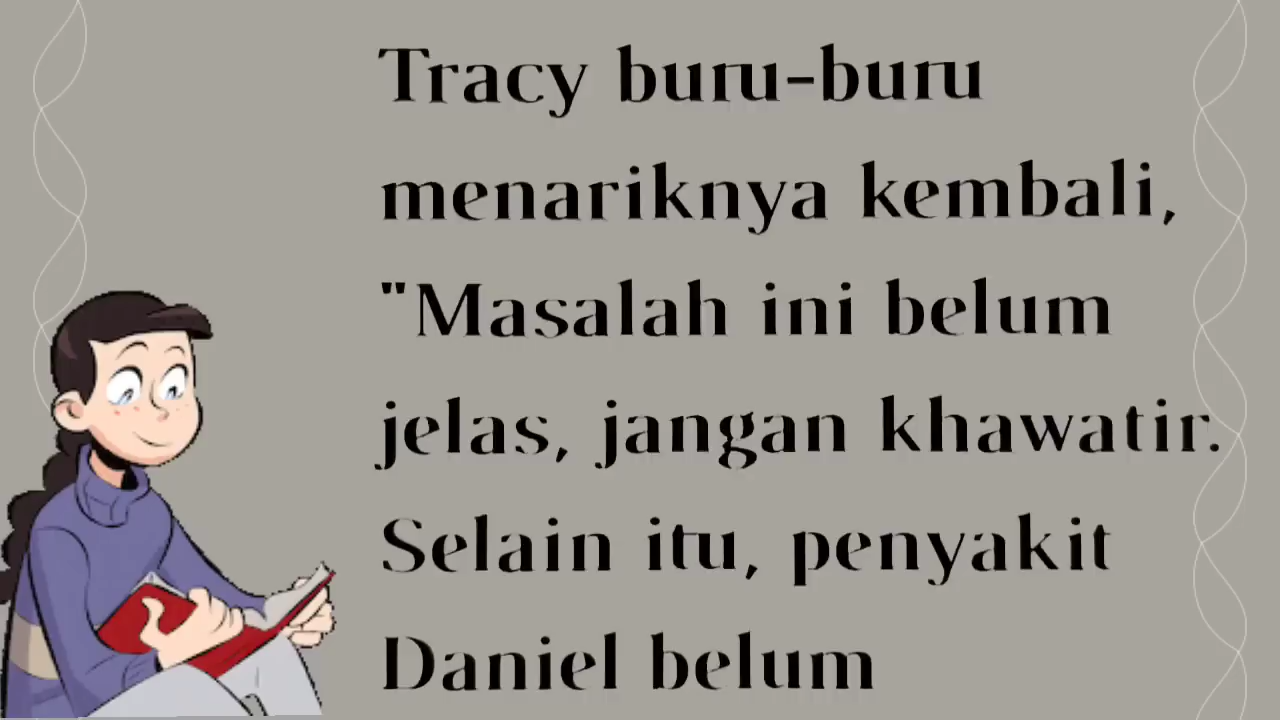 Tracy buru-buru
menariknya kembali,
"Masalah ini belum
jelas, jangan khawatir.
Selain itu, penyakit
Daniel belum